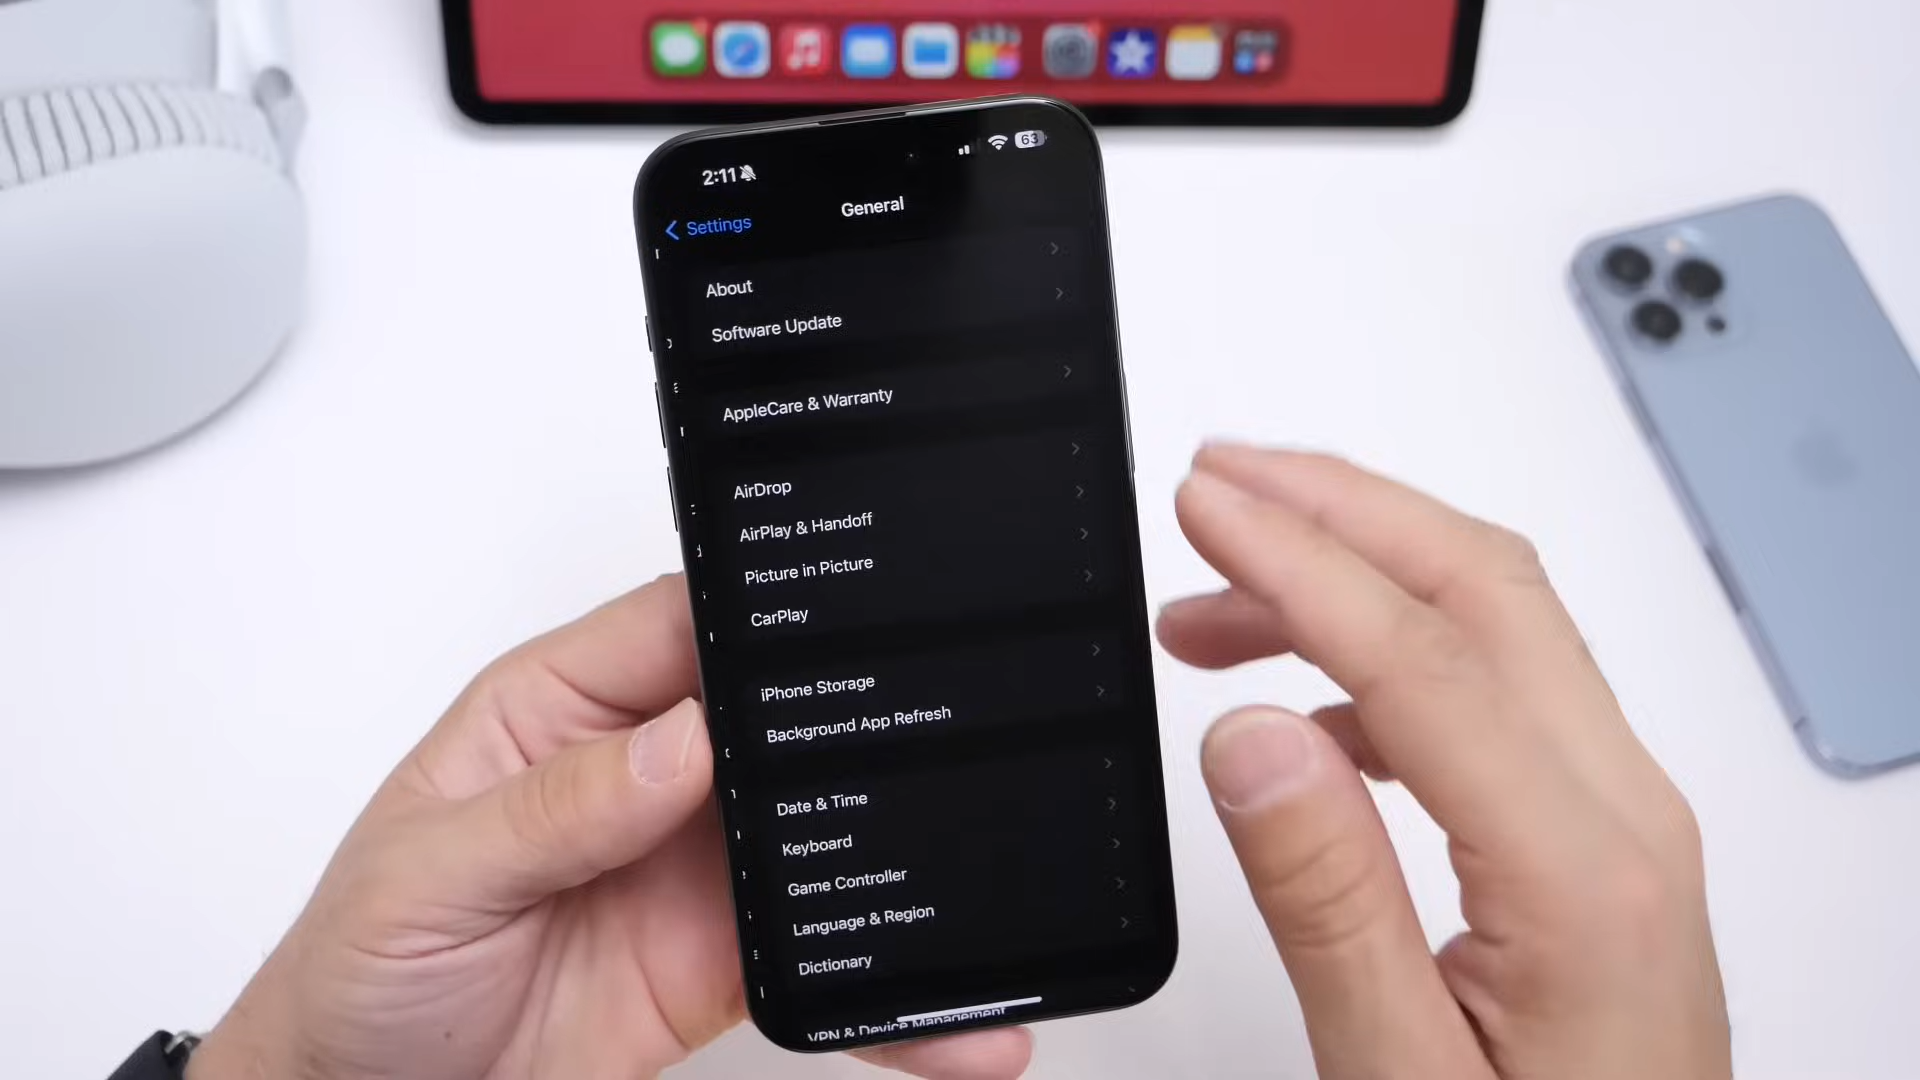 2:11
63
Settings
General
About
Software Update
AppleCare & Warranty
AirDrop
AirPlay & Handoff
Picture in Picture
CarPlay
iPhone Storage
Background App Refresh
Date & Time
Keyboard
Game Controller
Language & Region
Dictionary
VPN & Device Management